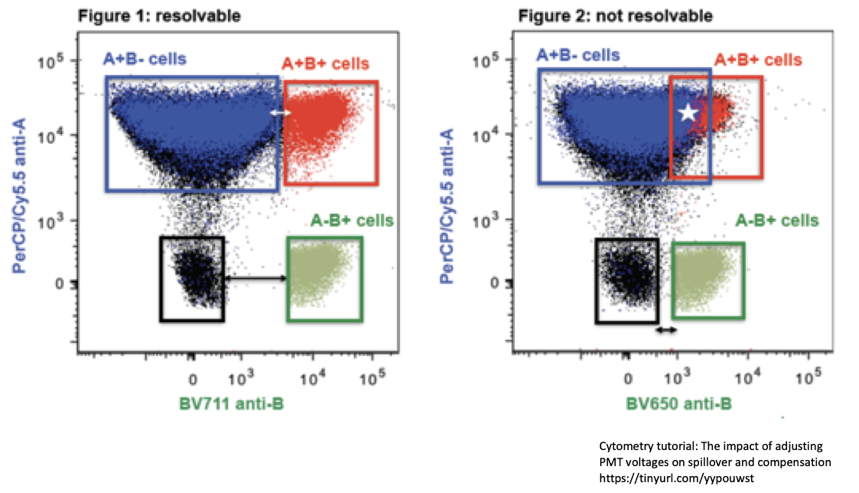 Figure 1: resolvable
A+B- cells
A+B+ cells
10⁵
10⁴
10³
0
PerCP/Cy5.5 anti-A
A-B+ cells
0
10³
10⁴
10⁵
BV711 anti-B
Figure 2: not resolvable
A+B- cells
A+B+ cells
10⁵
10⁴
10³
0
PerCP/Cy5.5 anti-A
A-B+ cells
0
10³
10⁴
10⁵
BV650 anti-B
Cytometry tutorial: The impact of adjusting
PMT voltages on spillover and compensation
https://tinyurl.com/yypouwst